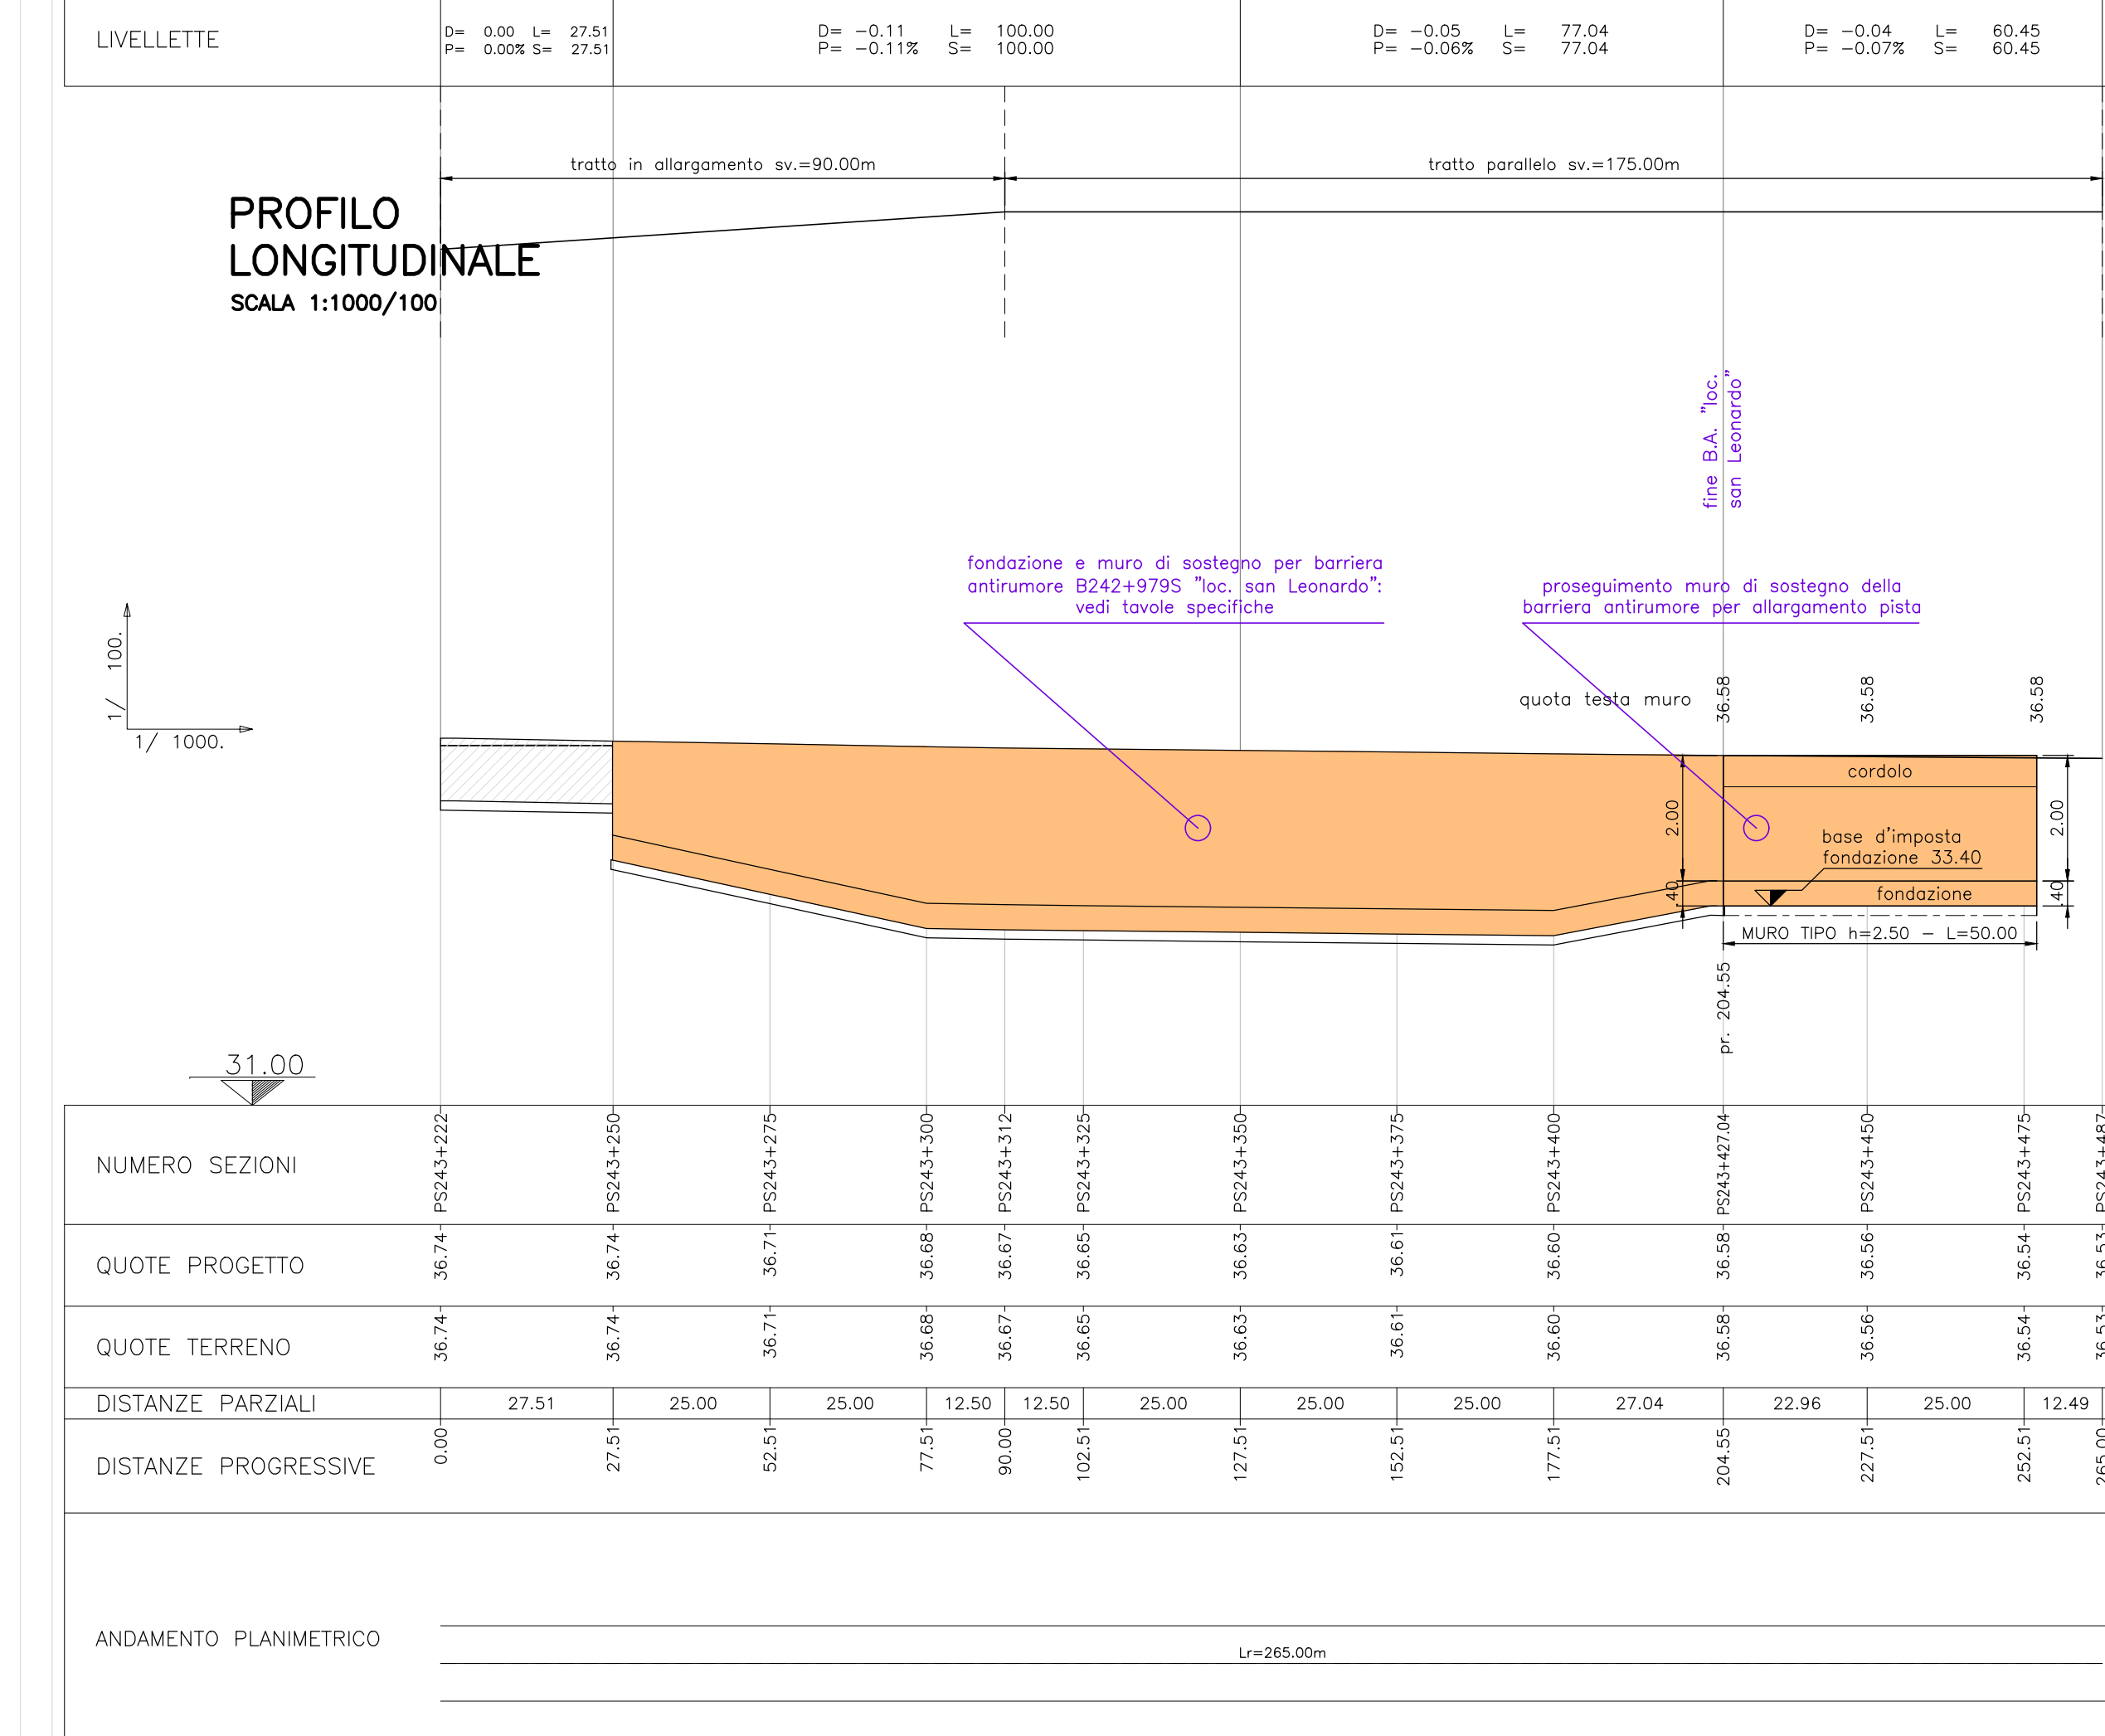 LIVELLETTE
D= 0.00 L= 27.51
P= 0.00% S= 27.51
D= −0.11 L= 100.00
P= −0.11% S= 100.00
D= −0.05 L= 77.04
P= −0.06% S= 77.04
D= −0.04 L= 60.45
P= −0.07% S= 60.45
tratto in allargamento sv.=90.00m
tratto parallelo sv.=175.00m
PROFILO
LONGITUDINALE
SCALA 1:1000/100
fine B.A. "loc.
san Leonardo"
fondazione e muro di sostegno per barriera
antirumore B242+979S "loc. san Leonardo":
vedi tavole specifiche
proseguimento muro di sostegno della
barriera antirumore per allargamento pista
1/ 100.
1/ 1000.
quota testa muro
36.58
36.58
36.58
cordolo
2.00
2.00
base d'imposta
fondazione 33.40
.40
fondazione
.40
MURO TIPO h=2.50 − L=50.00
pr. 204.55
31.00
NUMERO SEZIONI
PS243+222
PS243+250
PS243+275
PS243+300
PS243+312
PS243+325
PS243+350
PS243+375
PS243+400
PS243+427.04
PS243+450
PS243+475
PS243+487
QUOTE PROGETTO
36.74
36.74
36.71
36.68
36.67
36.65
36.63
36.61
36.60
36.58
36.56
36.54
36.53
QUOTE TERRENO
36.74
36.74
36.71
36.68
36.67
36.65
36.63
36.61
36.60
36.58
36.56
36.54
36.53
DISTANZE PARZIALI
27.51
25.00
25.00
12.50
12.50
25.00
25.00
25.00
27.04
22.96
25.00
12.49
DISTANZE PROGRESSIVE
0.00
27.51
52.51
77.51
90.00
102.51
127.51
152.51
177.51
204.55
227.51
252.51
265.00
ANDAMENTO PLANIMETRICO
Lr=265.00m